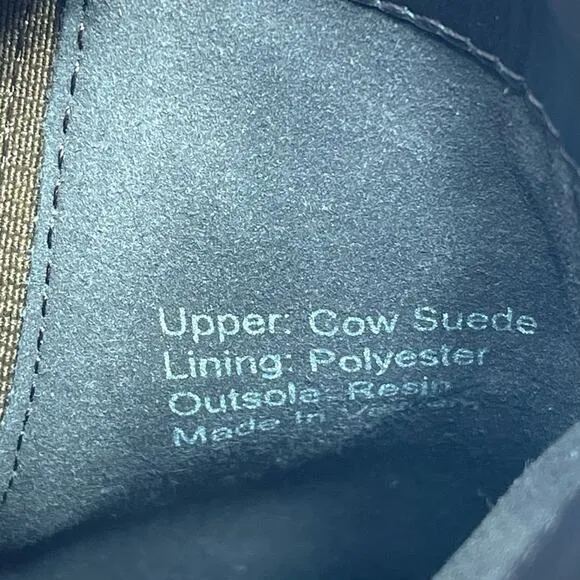 Upper: Cow Suede
Lining: Polyester
Outsole: Resin
Made In